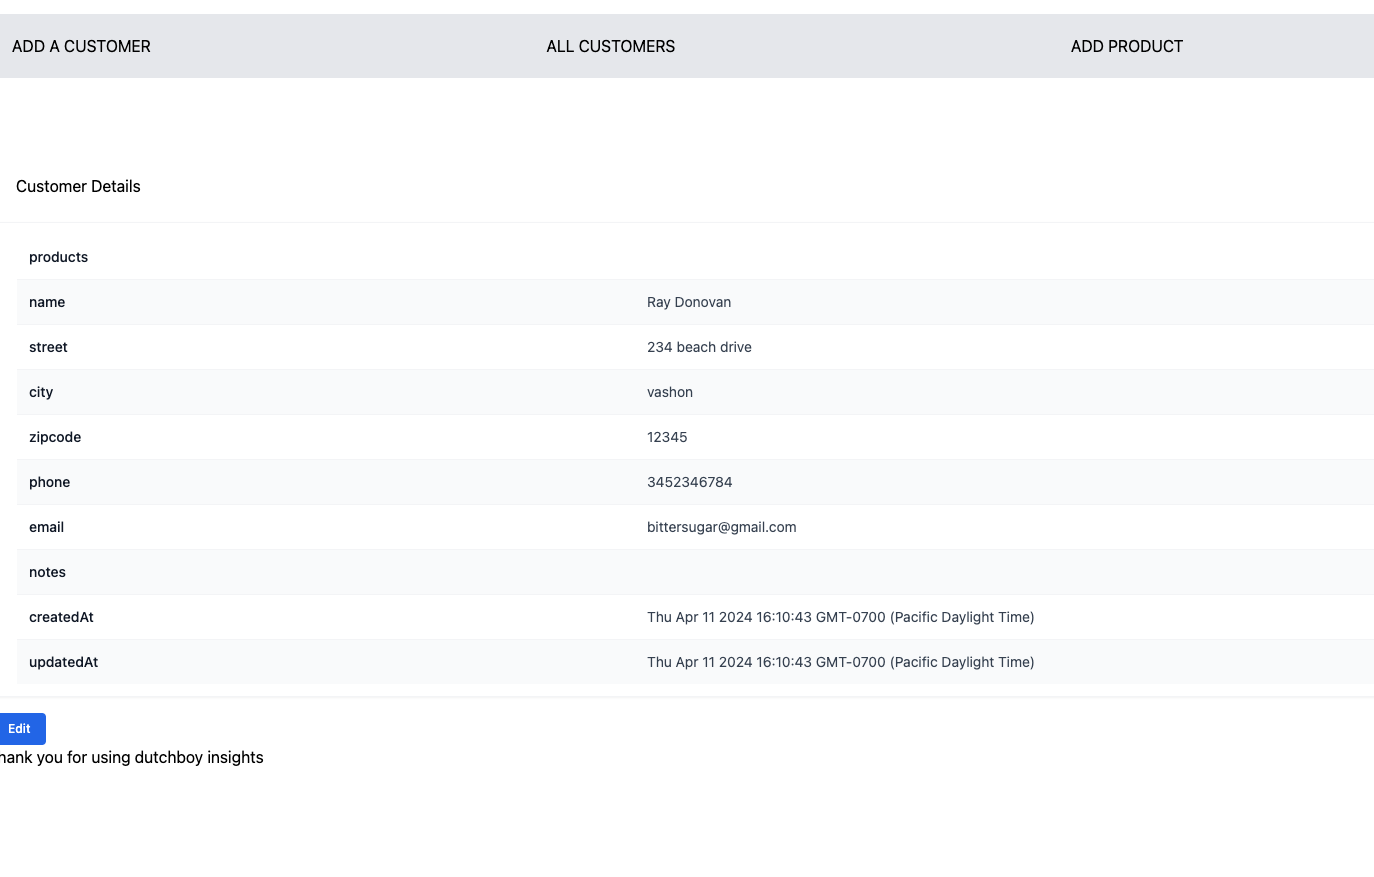 ADD A CUSTOMER ALL CUSTOMERS ADD PRODUCT
Customer Details
products
name Ray Donovan
street 234 beach drive
city vashon
zipcode 12345
phone 3452346784
email bittersugar@gmail.com
notes
createdAt Thu Apr 11 2024 16:10:43 GMT-0700 (Pacific Daylight Time)
updatedAt Thu Apr 11 2024 16:10:43 GMT-0700 (Pacific Daylight Time)
Edit
hank you for using dutchboy insights